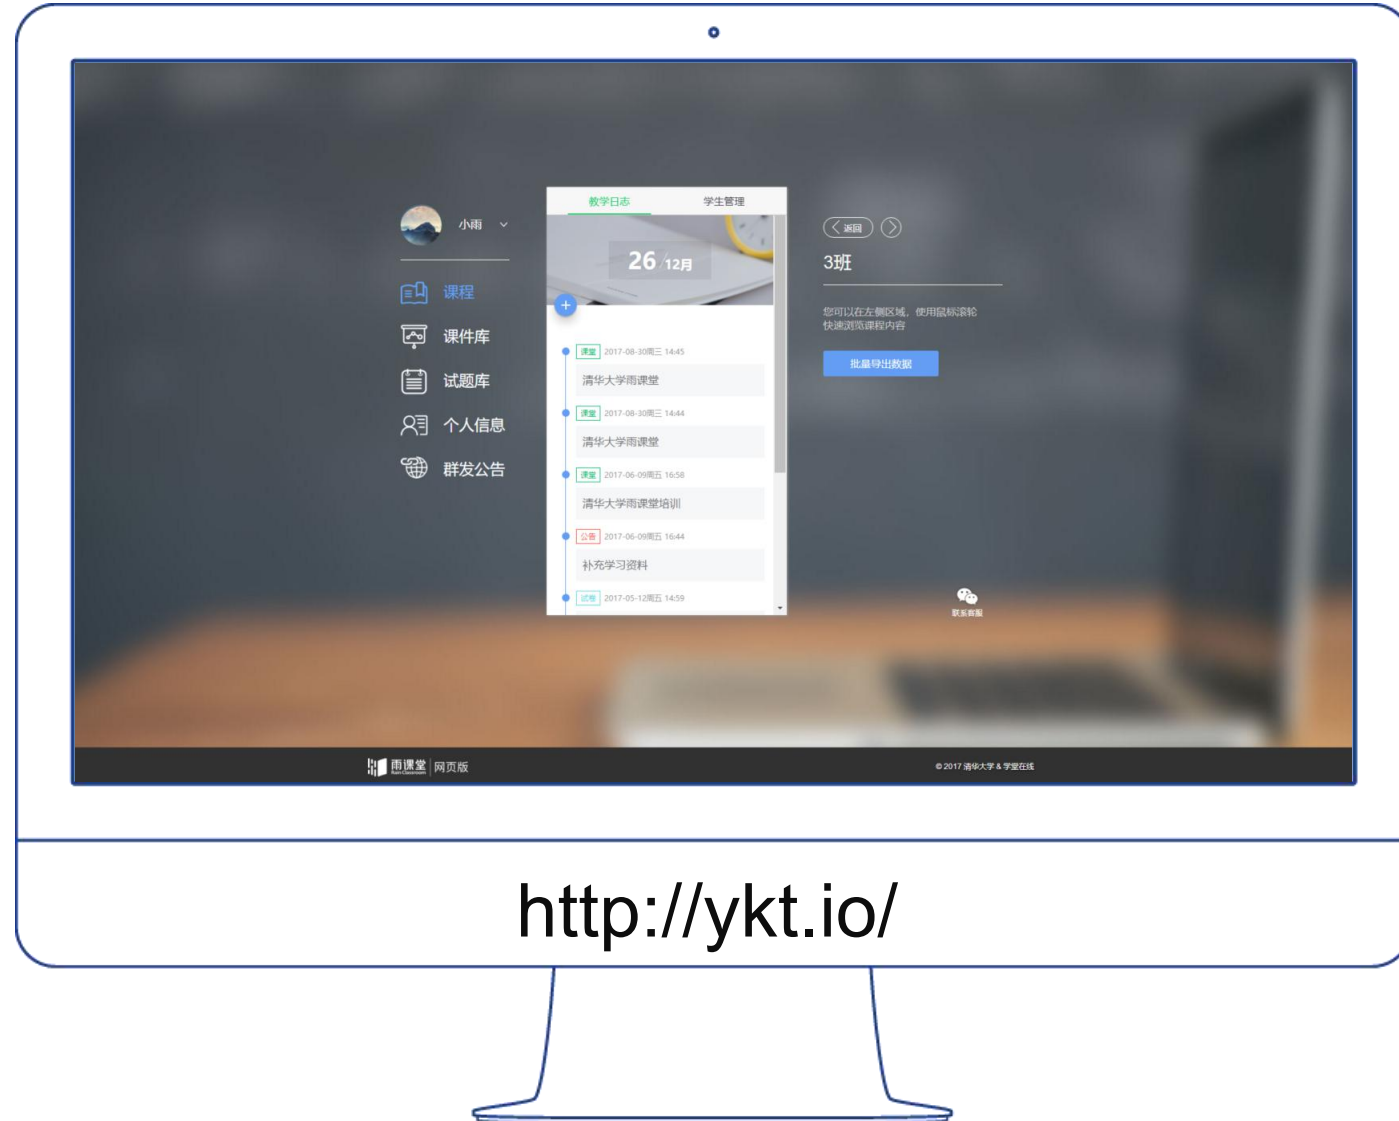 小雨
课程
课件库
试题库
个人信息
群发公告
教学日志 学生管理
26/12月
+
课堂 2017-08-30周三 14:45
清华大学雨课堂
课堂 2017-08-30周三 14:44
清华大学雨课堂
课堂 2017-06-09周五 16:58
清华大学雨课堂培训
公告 2017-06-09周五 16:44
补充学习资料
试卷 2017-05-12周五 14:59
返回
3班
您可以在左侧区域，使用鼠标滚轮
快速浏览课程内容
批量导出数据
联系客服
雨课堂 网页版
Rain Classroom
© 2017 清华大学 & 学堂在线
http://ykt.io/